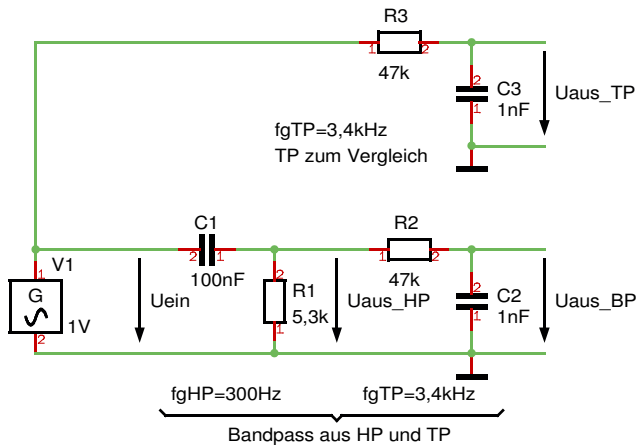 R3
1 2
47k
2
C3
1nF
1
Uaus_TP
fgTP=3,4kHz
TP zum Vergleich
C1
2 1
100nF
R2
1 2
47k
V1
1
G
2
1V
Uein
2
R1
5,3k
1
Uaus_HP
2
C2
1nF
1
Uaus_BP
fgHP=300Hz
fgTP=3,4kHz
Bandpass aus HP und TP